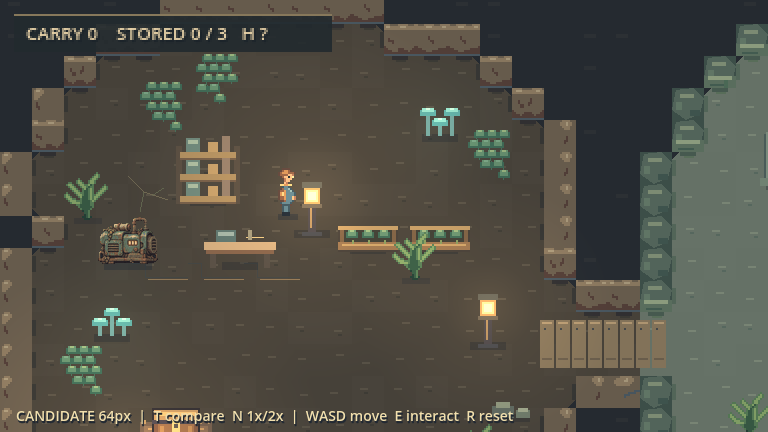 CARRY 0 STORED 0 / 3 H ?
CANDIDATE 64px | T compare N 1x/2x | WASD move E interact R reset